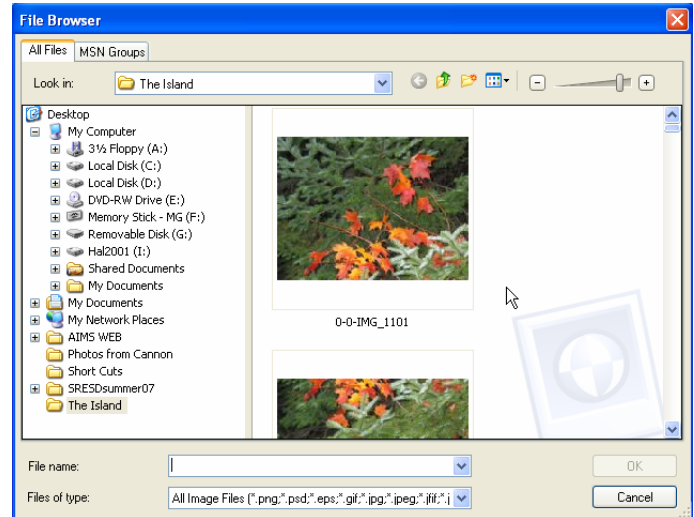 File Browser
All Files
MSN Groups
Look in:
The Island
Desktop
My Computer
3½ Floppy (A:)
Local Disk (C:)
Local Disk (D:)
DVD-RW Drive (E:)
Memory Stick - MG (F:)
Removable Disk (G:)
Hal2001 (I:)
Shared Documents
My Documents
My Documents
My Network Places
AIMS WEB
Photos from Cannon
Short Cuts
SRESDsummer07
The Island
0-0-IMG_1101
File name:
OK
Files of type:
All Image Files (*.png;*.psd;*.eps;*.gif;*.jpg;*.jpeg;*.jfif;*.j
Cancel